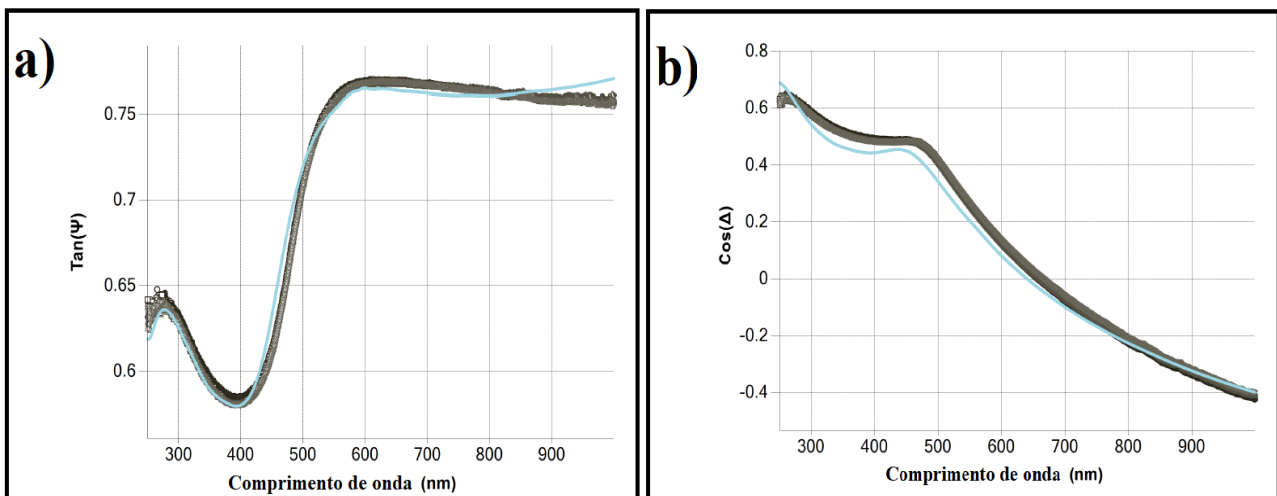 a)
Tan(Ψ)
0.75
0.7
0.65
0.6
300 400 500 600 700 800 900
Comprimento de onda (nm)
b)
Cos(Δ)
0.8
0.6
0.4
0.2
0
-0.2
-0.4
300 400 500 600 700 800 900
Comprimento de onda (nm)